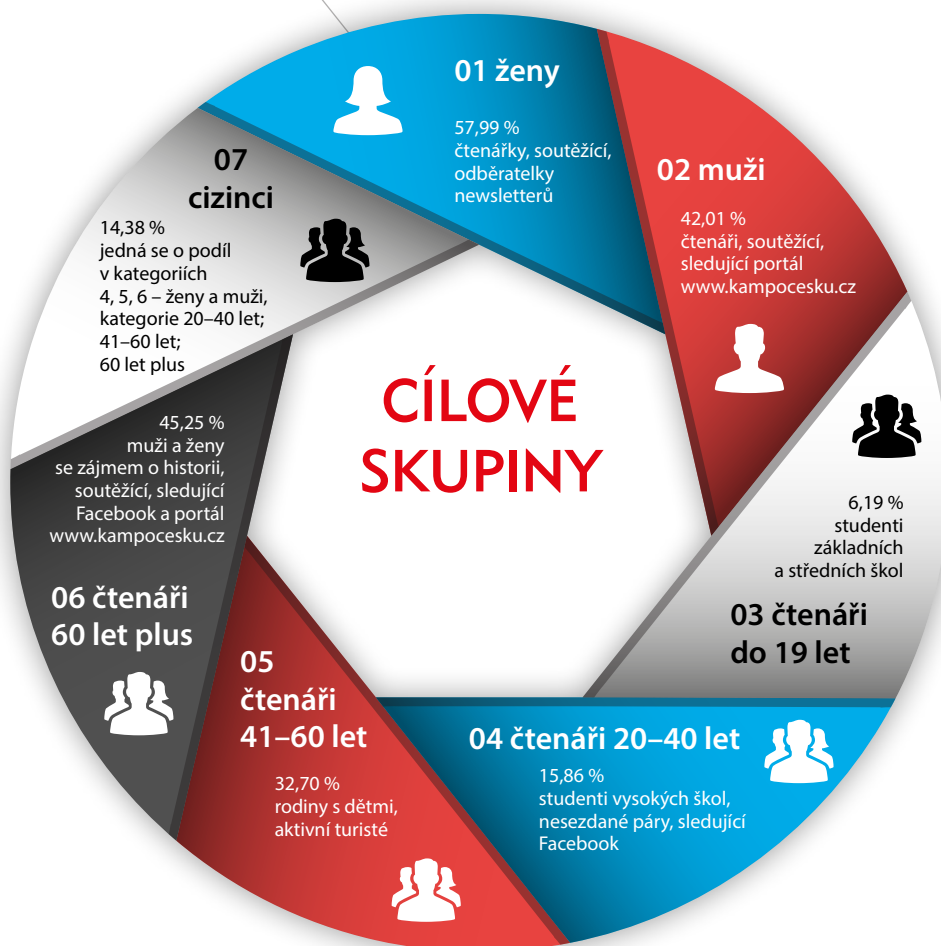 01 ženy
57,99 %
čtenářky, soutěžící,
odběratelky
newsletterů
02 muži
42,01 %
čtenáři, soutěžící,
sledující portál
www.kampocesku.cz
6,19 %
studenti
základních
a středních škol
03 čtenáři
do 19 let
04 čtenáři 20–40 let
15,86 %
studenti vysokých škol,
nesezdané páry, sledující
Facebook
05
čtenáři
41–60 let
32,70 %
rodiny s dětmi,
aktivní turisté
45,25 %
muži a ženy
se zájmem o historii,
soutěžící, sledující
Facebook a portál
www.kampocesku.cz
06 čtenáři
60 let plus
07
cizinci
14,38 %
jedná se o podíl
v kategoriích
4, 5, 6 – ženy a muži,
kategorie 20–40 let;
41–60 let;
60 let plus
CÍLOVÉ
SKUPINY